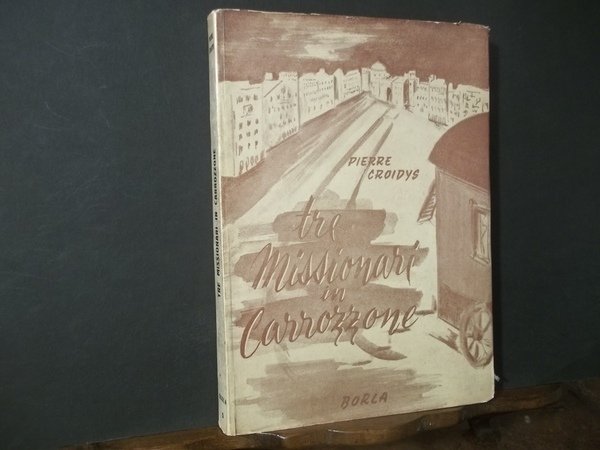 PIERRE
CROIDYS
tre
Missionari
in
Carrozzone
BORLA
TRE MISSIONARI IN CARROZZONE